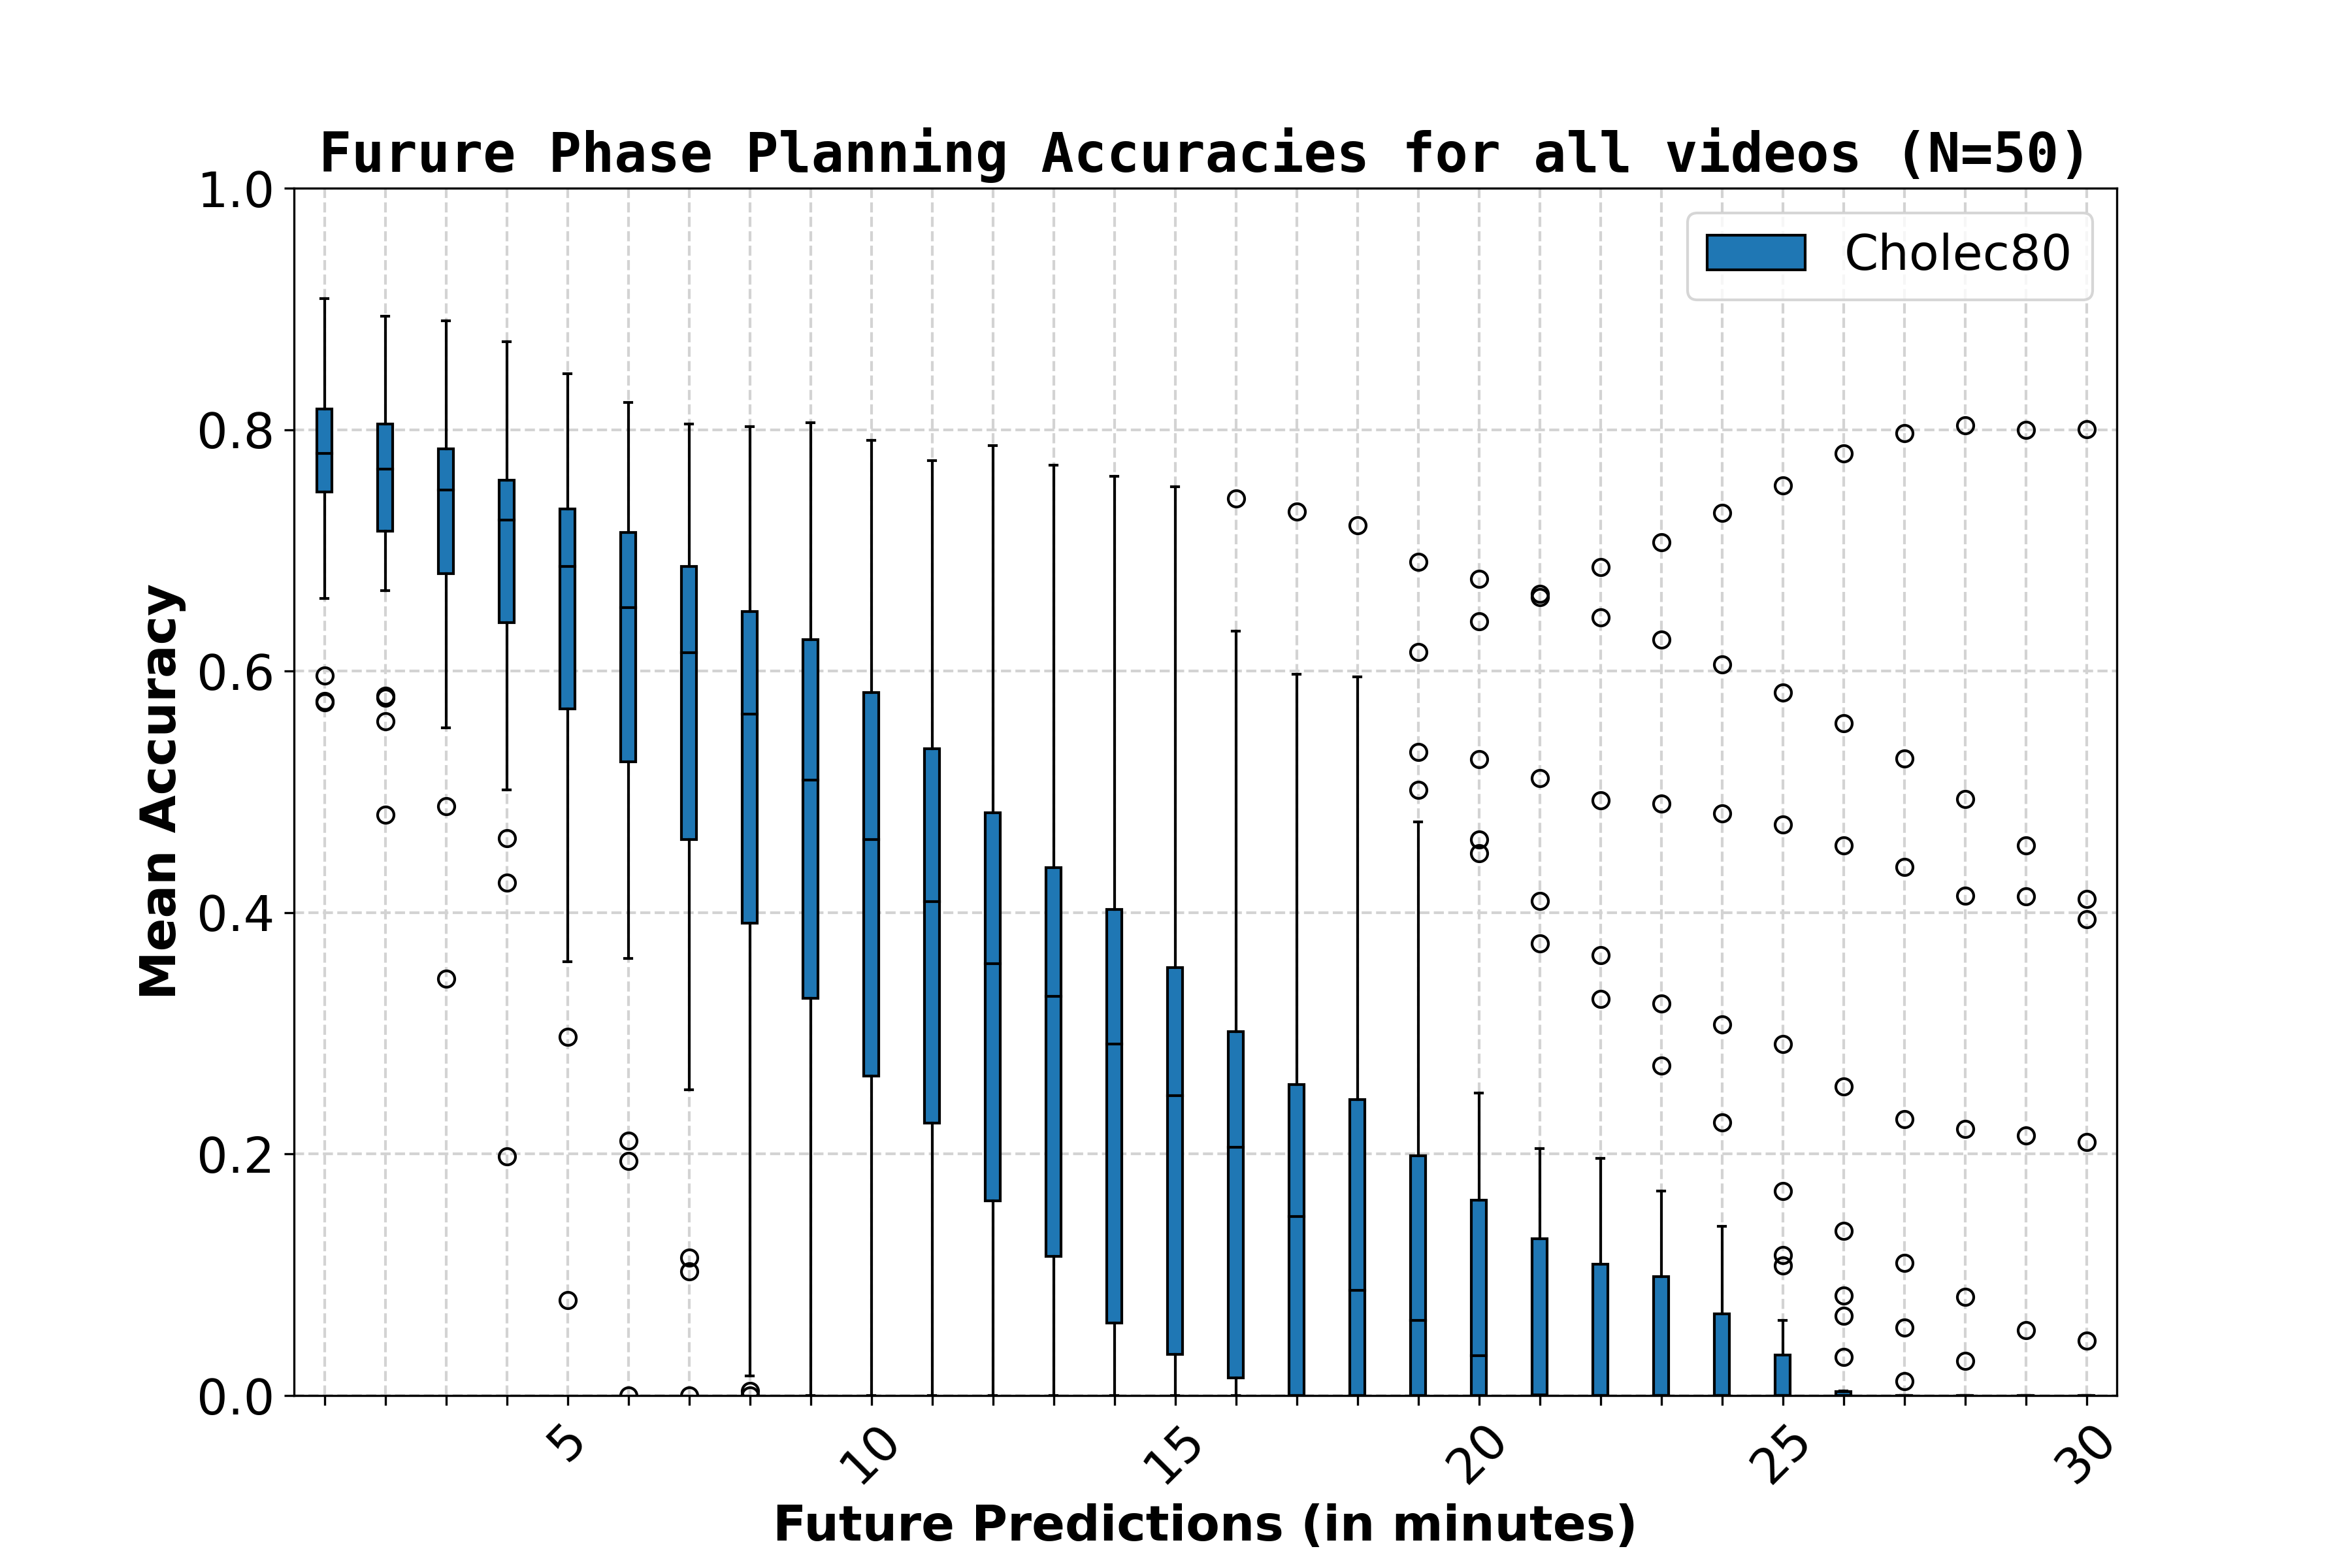 Furure Phase Planning Accuracies for all videos (N=50)
Cholec80
1.0
0.8
0.6
0.4
0.2
0.0
Mean Accuracy
5 10 15 20 25 30
Future Predictions (in minutes)